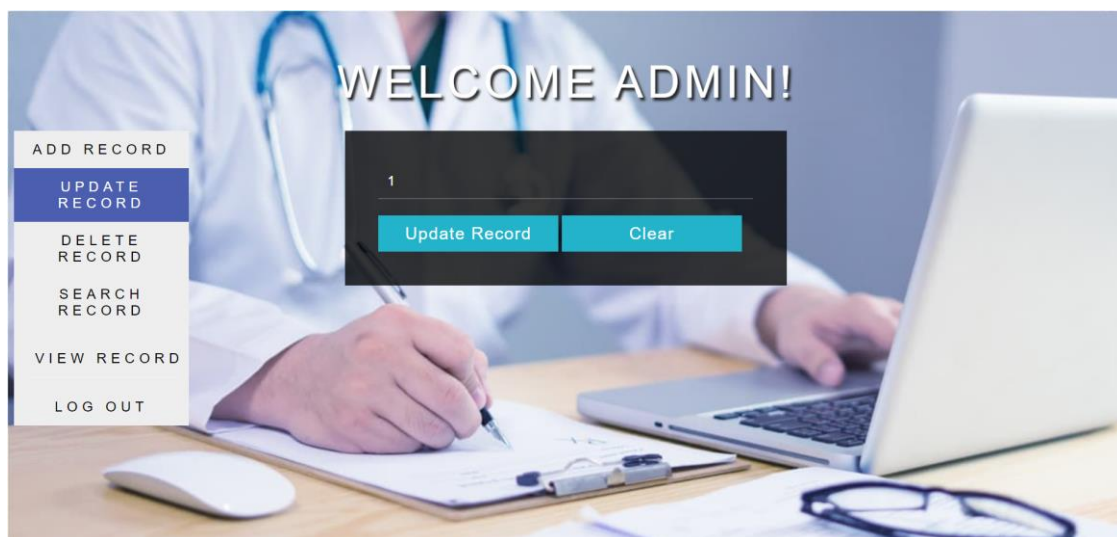 WELCOME ADMIN!
ADD RECORD
UPDATE
RECORD
DELETE
RECORD
SEARCH
RECORD
VIEW RECORD
LOG OUT
1
Update Record
Clear